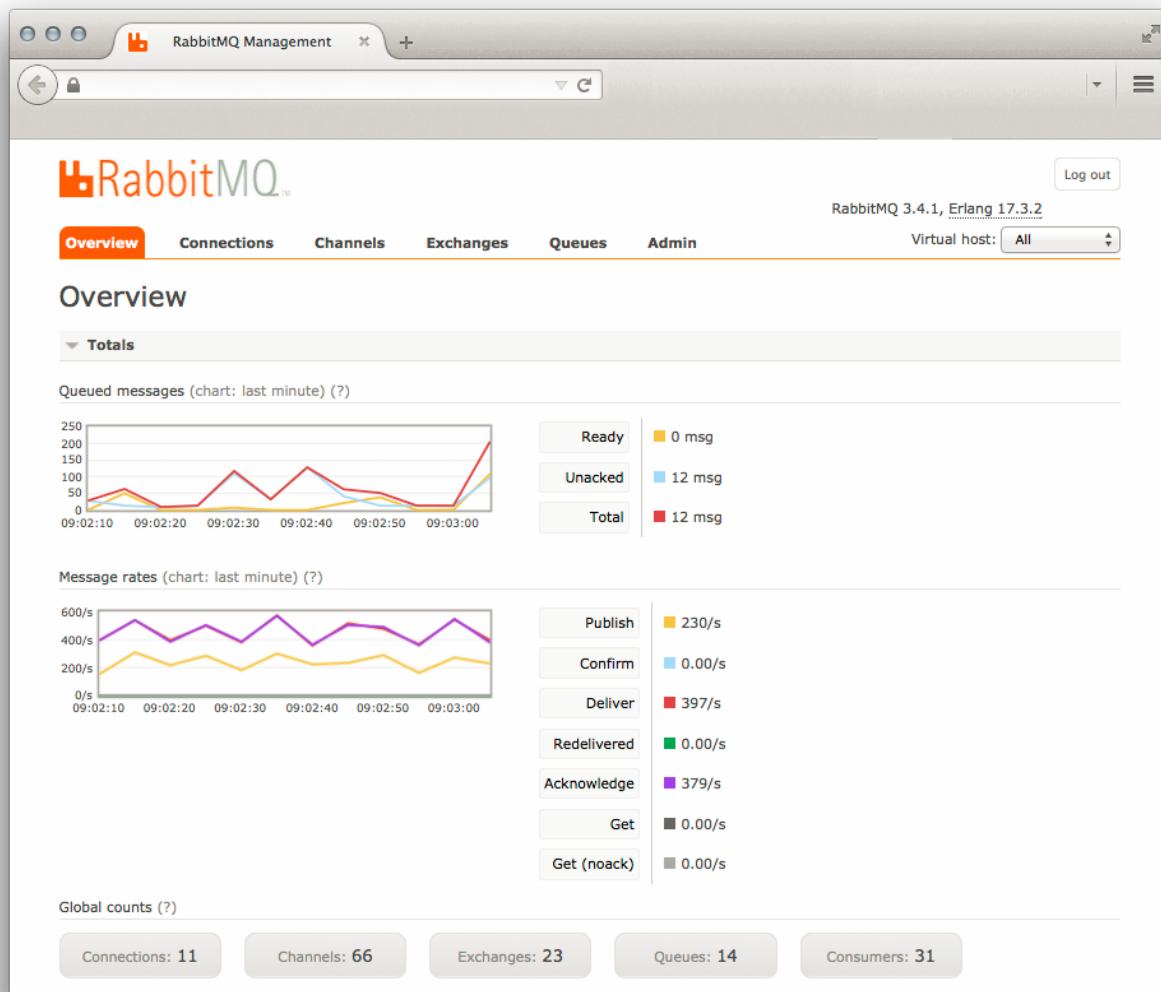 RabbitMQ Management
RabbitMQ™
Log out
RabbitMQ 3.4.1, Erlang 17.3.2
Overview Connections Channels Exchanges Queues Admin Virtual host: All
Overview
Totals
Queued messages (chart: last minute) (?)
250
200
150
100
50
0
09:02:10 09:02:20 09:02:30 09:02:40 09:02:50 09:03:00
Ready 0 msg
Unacked 12 msg
Total 12 msg
Message rates (chart: last minute) (?)
600/s
400/s
200/s
0/s
09:02:10 09:02:20 09:02:30 09:02:40 09:02:50 09:03:00
Publish 230/s
Confirm 0.00/s
Deliver 397/s
Redelivered 0.00/s
Acknowledge 379/s
Get 0.00/s
Get (noack) 0.00/s
Global counts (?)
Connections: 11 Channels: 66 Exchanges: 23 Queues: 14 Consumers: 31